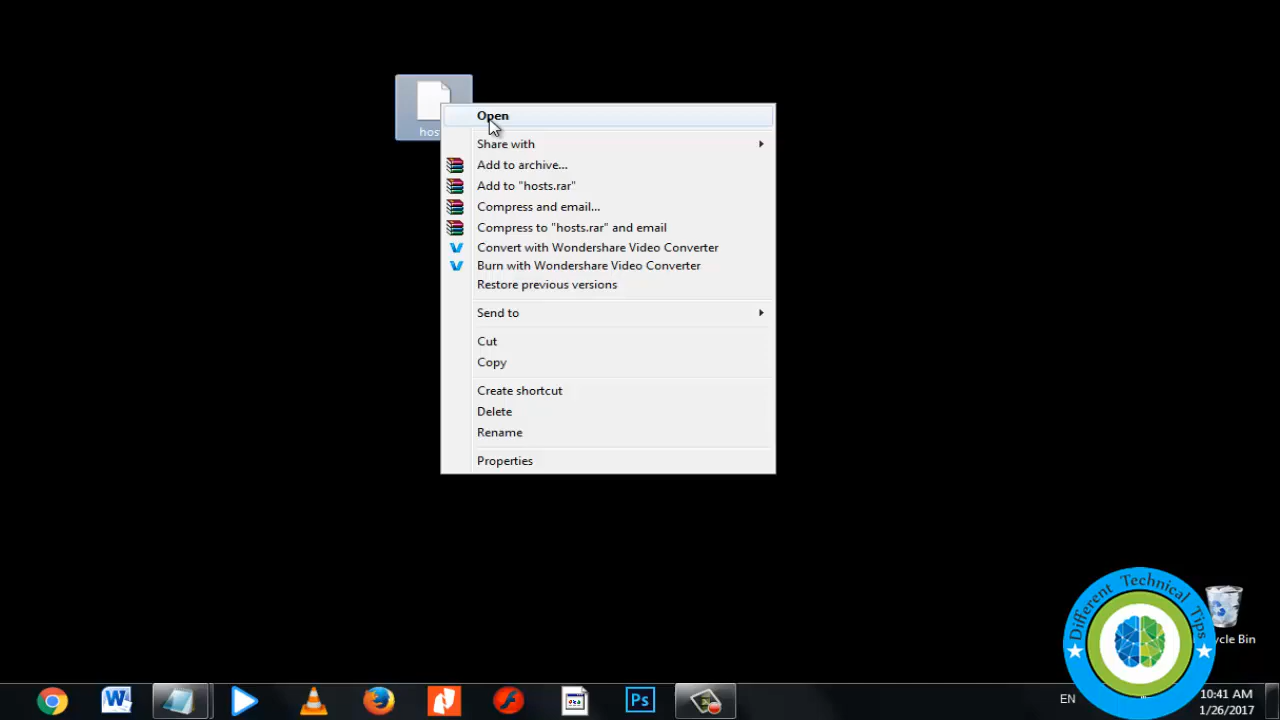 Open
Share with
Add to archive...
Add to "hosts.rar"
Compress and email...
Compress to "hosts.rar" and email
Convert with Wondershare Video Converter
Burn with Wondershare Video Converter
Restore previous versions
Send to
Cut
Copy
Create shortcut
Delete
Rename
Properties
Different Technical Tips
Bin
W
Ps
EN
10:41 AM
1/26/2017